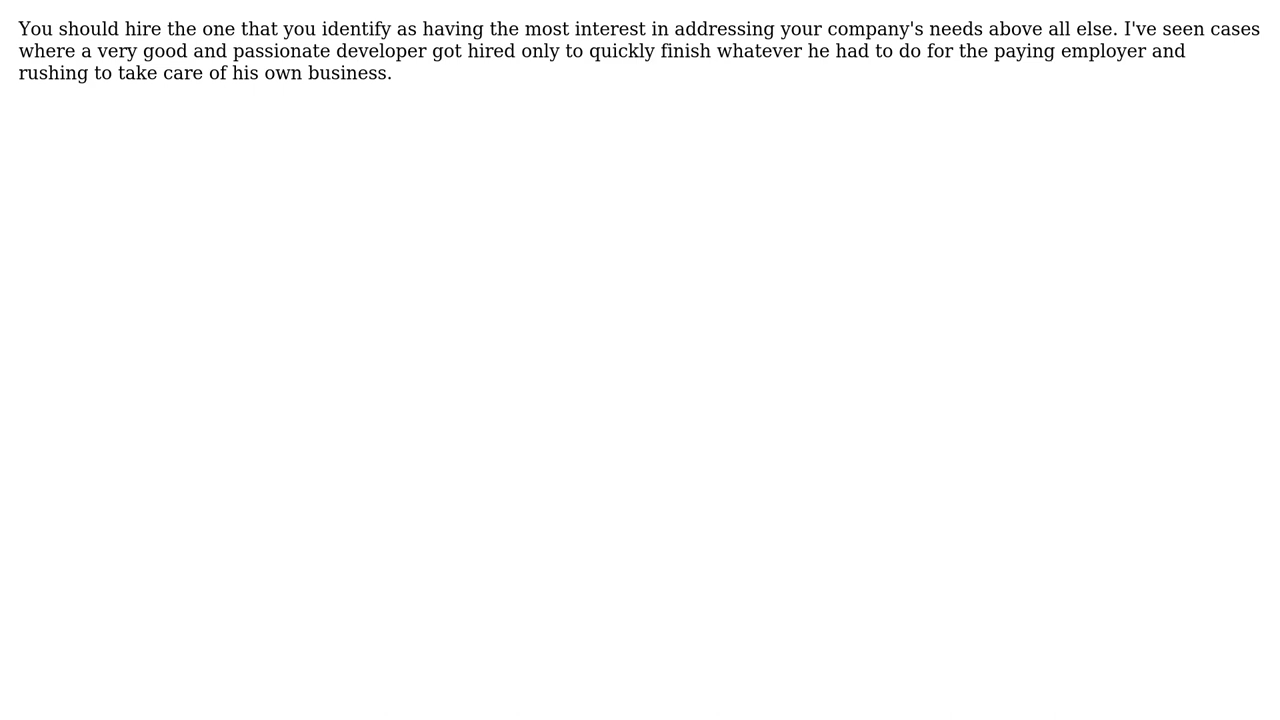 You should hire the one that you identify as having the most interest in addressing your company's needs above all else. I've seen cases
where a very good and passionate developer got hired only to quickly finish whatever he had to do for the paying employer and
rushing to take care of his own business.